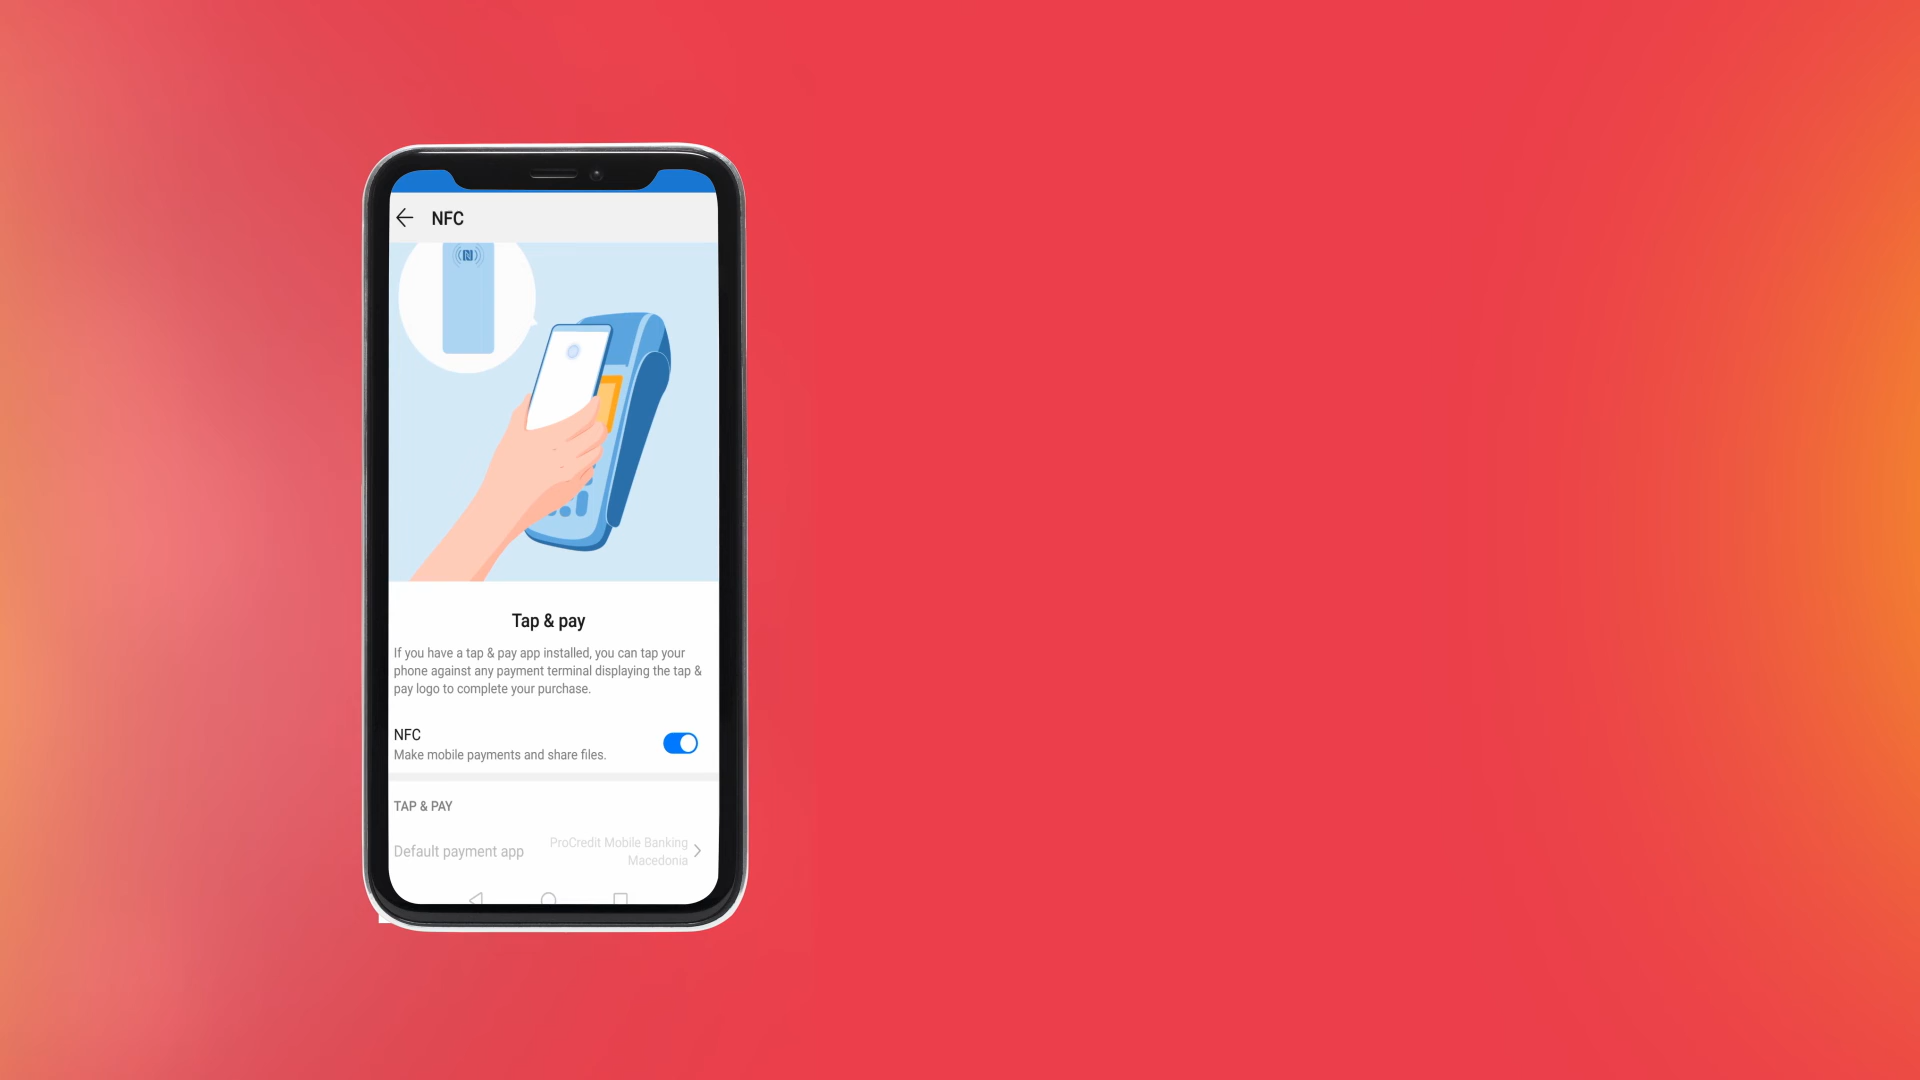 NFC
Tap & pay
If you have a tap & pay app installed, you can tap your
phone against any payment terminal displaying the tap &
pay logo to complete your purchase.
NFC
Make mobile payments and share files.
TAP & PAY
ProCredit Mobile Banking
Default payment app
Macedonia